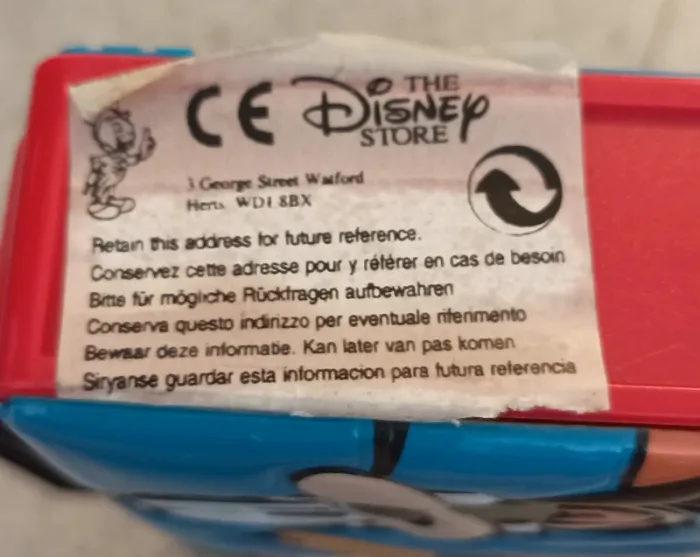 CE THE
DISNEY
STORE
3 George Street Watford
Herts WD1 8BX
Retain this address for future reference.
Conservez cette adresse pour y référer en cas de besoin
Bitte für mögliche Rückfragen aufbewahren
Conserva questo indirizzo per eventuale riferimento
Bewaar deze informatie. Kan later van pas komen
Siryanse guardar esta informacion para futura referencia